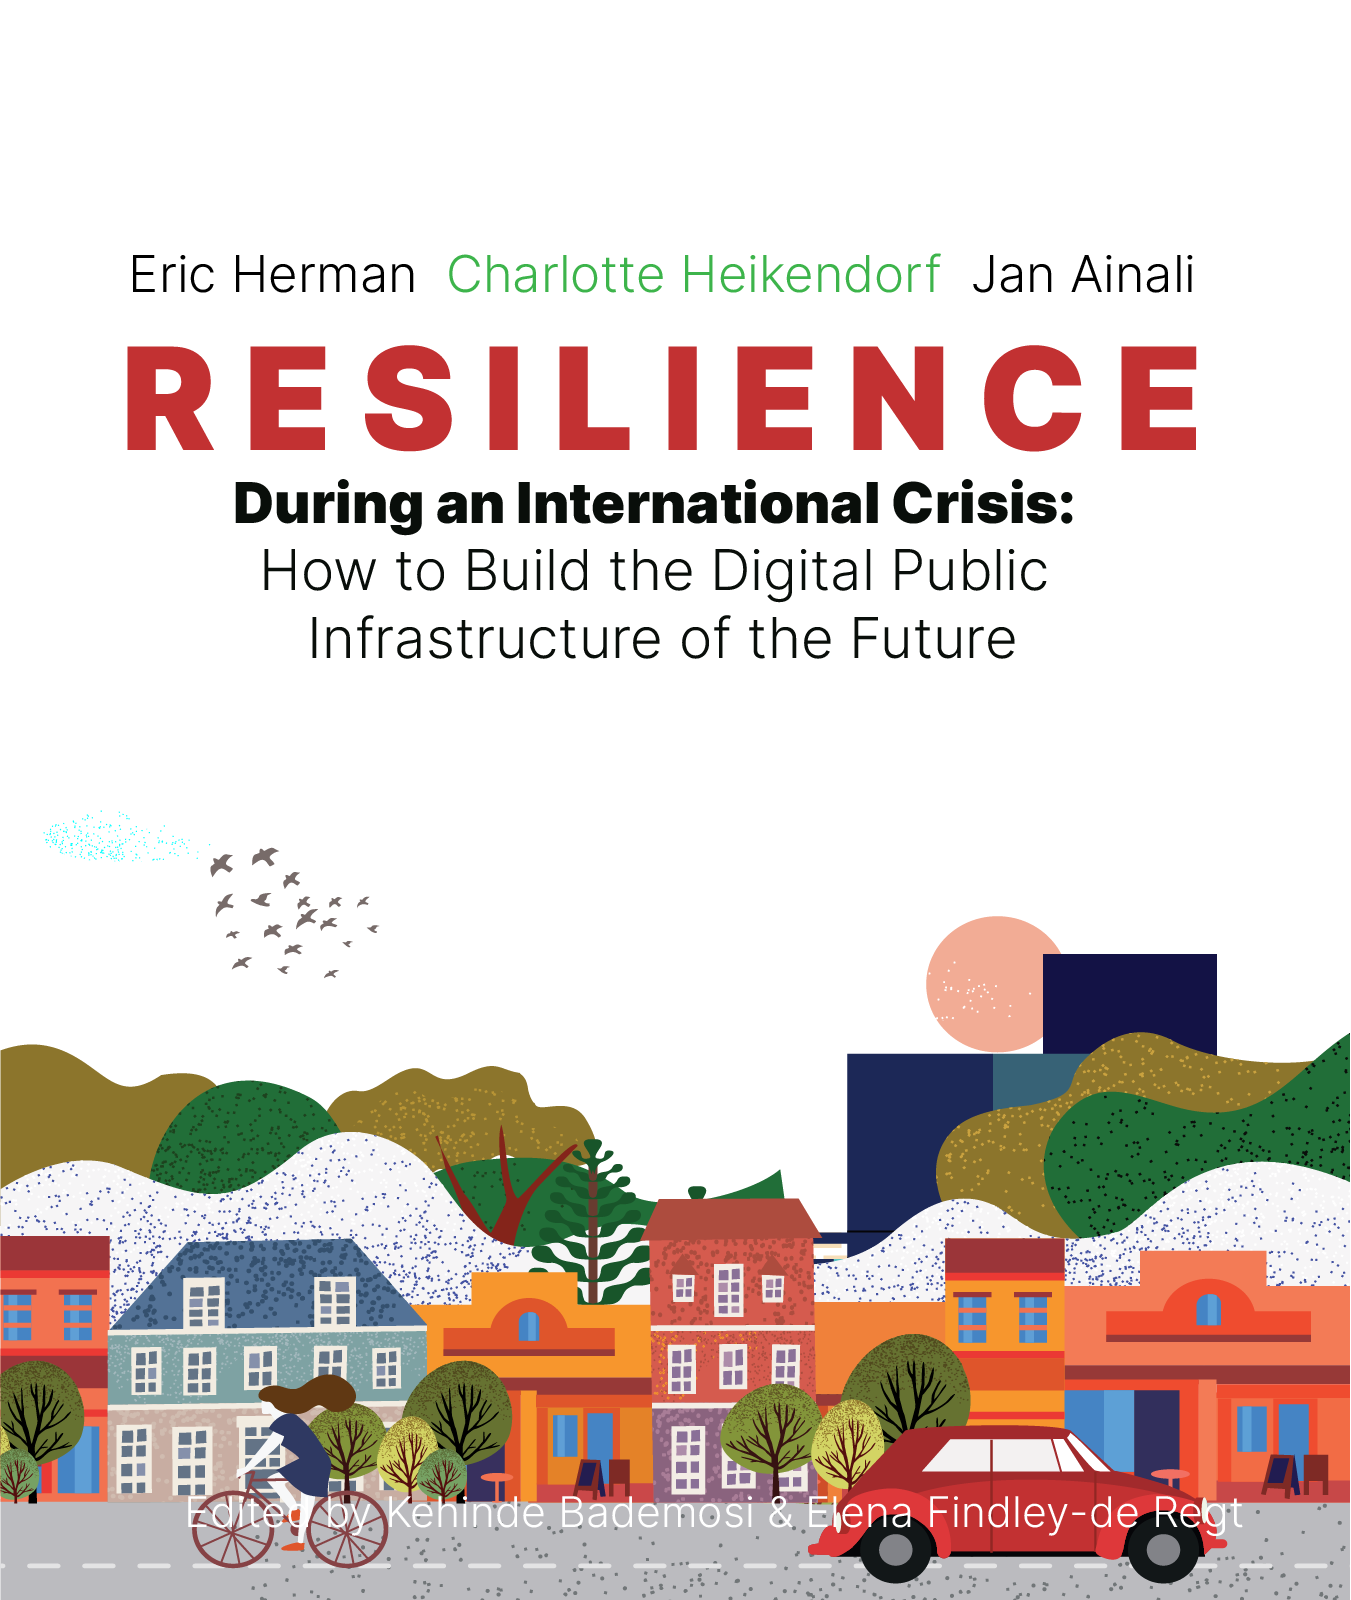 Eric Herman Charlotte Heikendorf Jan Ainali
RESILIENCE
During an International Crisis:
How to Build the Digital Public
Infrastructure of the Future
Edited by Kehinde Bademosi & Elena Findley-de Regt